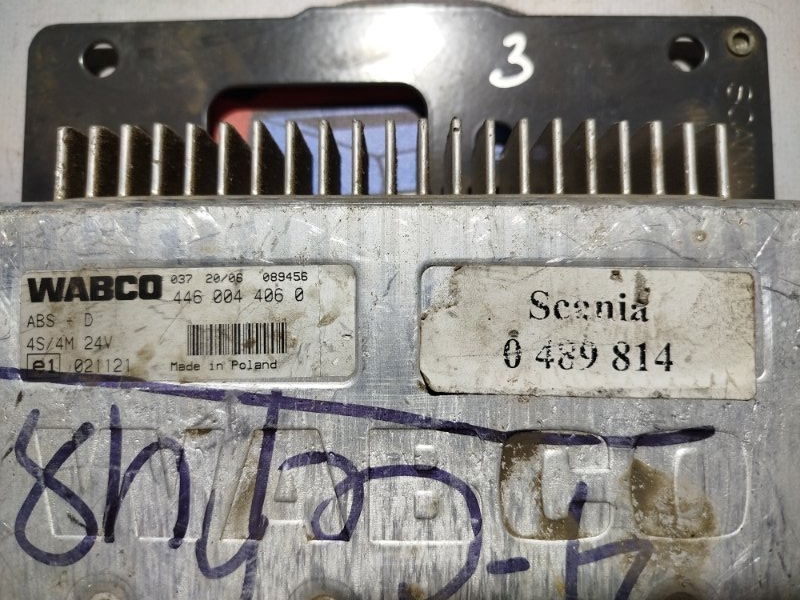 3
WABCO 037 20/06 089456
446 004 406 0
ABS - D
4S/4M 24V
e1 021121 Made in Poland
Scania
0 489 814
WABCO